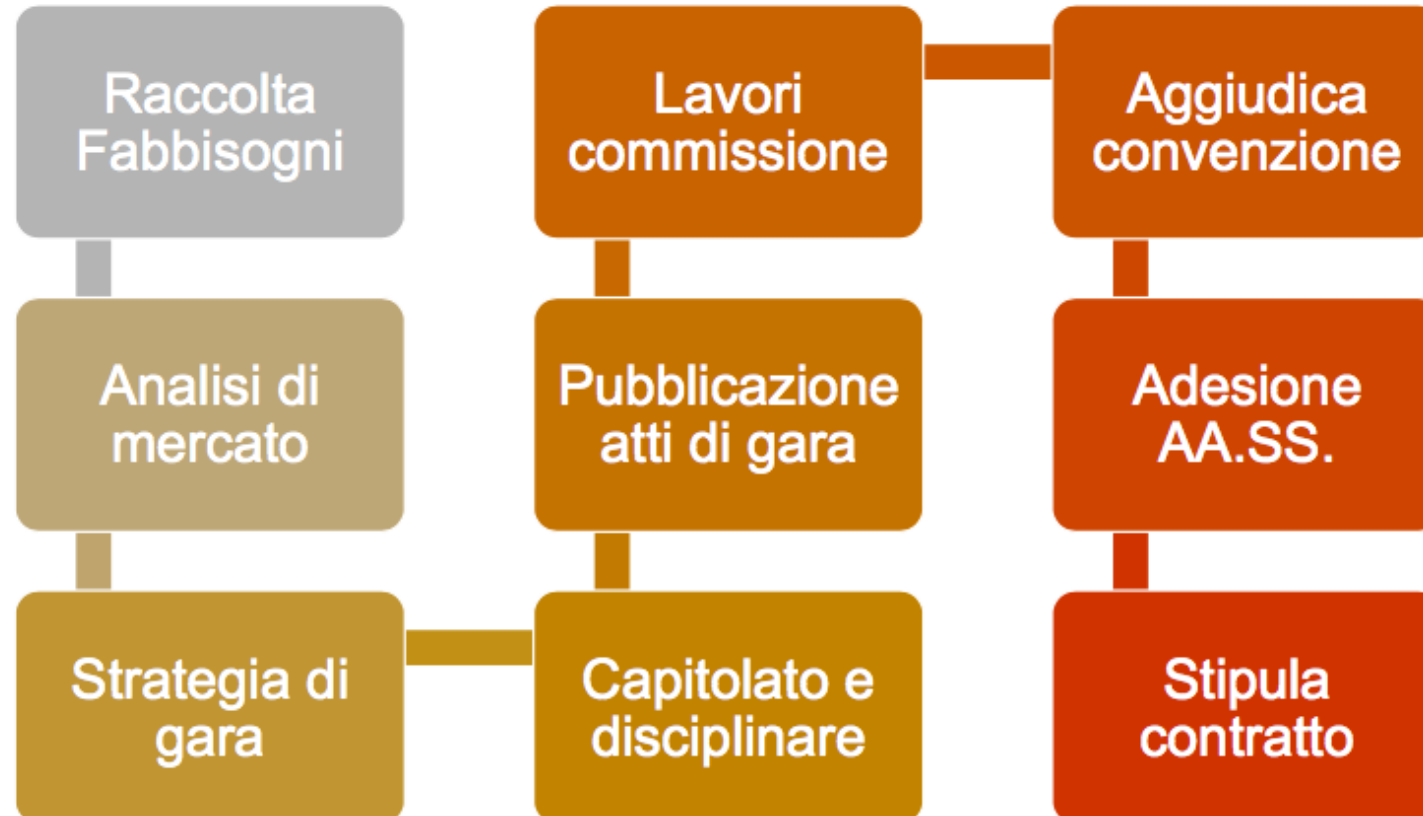 Raccolta
Fabbisogni
Analisi di
mercato
Strategia di
gara
Capitolato e
disciplinare
Pubblicazione
atti di gara
Lavori
commissione
Aggiudica
convenzione
Adesione
AA.SS.
Stipula
contratto